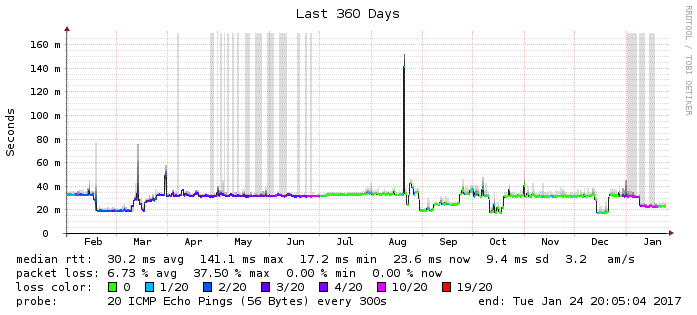 Last 360 Days
RRDTOOL / TOBI OETIKER
Seconds
160 m
140 m
120 m
100 m
80 m
60 m
40 m
20 m
0
Feb Mar Apr May Jun Jul Aug Sep Oct Nov Dec Jan
median rtt: 30.2 ms avg 141.1 ms max 17.2 ms min 23.6 ms now 9.4 ms sd 3.2 am/s
packet loss: 6.73 % avg 37.50 % max 0.00 % min 0.00 % now
loss color: 0 1/20 2/20 3/20 4/20 10/20 19/20
probe: 20 ICMP Echo Pings (56 Bytes) every 300s end: Tue Jan 24 20:05:04 2017